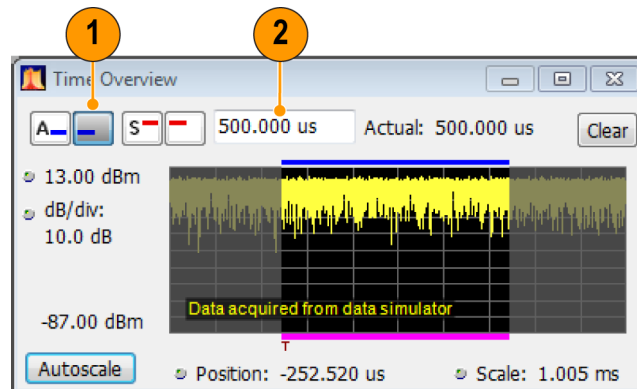 1 2
Time Overview
A S 500.000 us Actual: 500.000 us Clear
13.00 dBm
dB/div:
10.0 dB
Data acquired from data simulator
-87.00 dBm
T
Autoscale Position: -252.520 us Scale: 1.005 ms